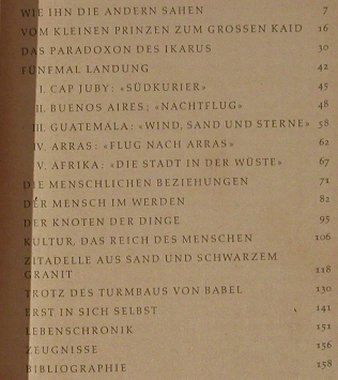 WIE IHN DIE ANDERN SAHEN 7
VOM KLEINEN PRINZEN ZUM GROSSEN KAID 16
DAS PARADOXON DES IKARUS 30
FÜNFMAL LANDUNG 42
I. CAP JUBY: «SÜDKURIER» 45
II. BUENOS AIRES: «NACHTFLUG» 48
III. GUATEMALA: «WIND, SAND UND STERNE» 58
IV. ARRAS: «FLUG NACH ARRAS» 62
V. AFRIKA: «DIE STADT IN DER WÜSTE» 67
DIE MENSCHLICHEN BEZIEHUNGEN 71
DER MENSCH IM WERDEN 82
DER KNOTEN DER DINGE 95
KULTUR, DAS REICH DES MENSCHEN 106
ZITADELLE AUS SAND UND SCHWARZEM
GRANIT 118
TROTZ DES TURMBAUS VON BABEL 130
ERST IN SICH SELBST 141
LEBENSCHRONIK 151
ZEUGNISSE 156
BIBLIOGRAPHIE 158